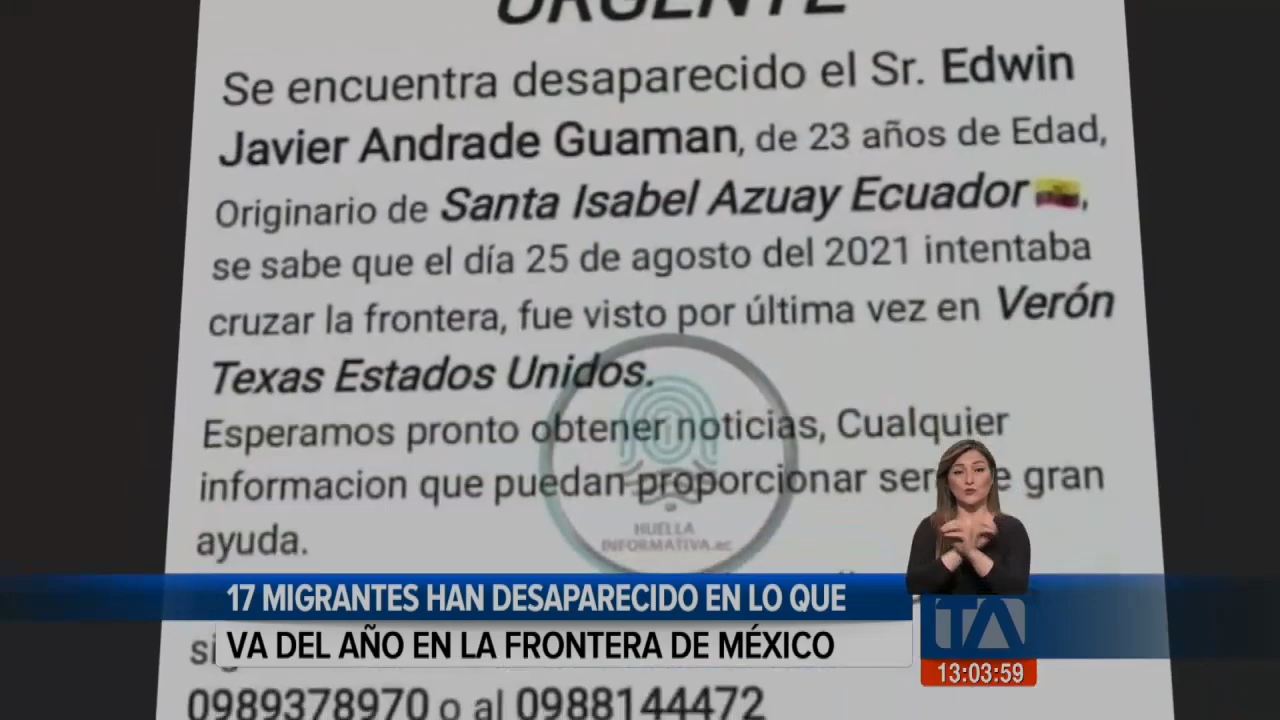 URGENTE
Se encuentra desaparecido el Sr. Edwin
Javier Andrade Guaman, de 23 años de Edad,
Originario de Santa Isabel Azuay Ecuador 🇪🇨,
se sabe que el día 25 de agosto del 2021 intentaba
cruzar la frontera, fue visto por última vez en Verón
Texas Estados Unidos.
Esperamos pronto obtener noticias, Cualquier
informacion que puedan proporcionar gran
ayuda.
HUELLA
INFORMATIVA.ec
17 MIGRANTES HAN DESAPARECIDO EN LO QUE
VA DEL AÑO EN LA FRONTERA DE MÉXICO
TA
13:03:59
0989378970 o al 0988144472